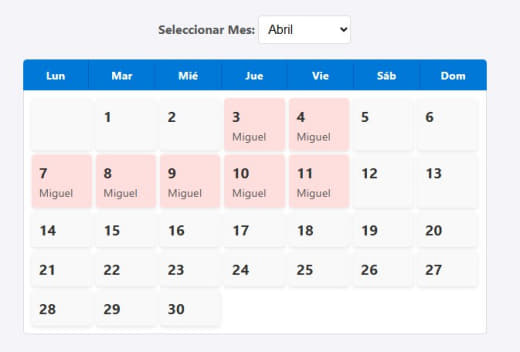 Seleccionar Mes: Abril
Lun Mar Mié Jue Vie Sáb Dom
1 2 3 4 5 6
Miguel Miguel
7 8 9 10 11 12 13
Miguel Miguel Miguel Miguel Miguel
14 15 16 17 18 19 20
21 22 23 24 25 26 27
28 29 30